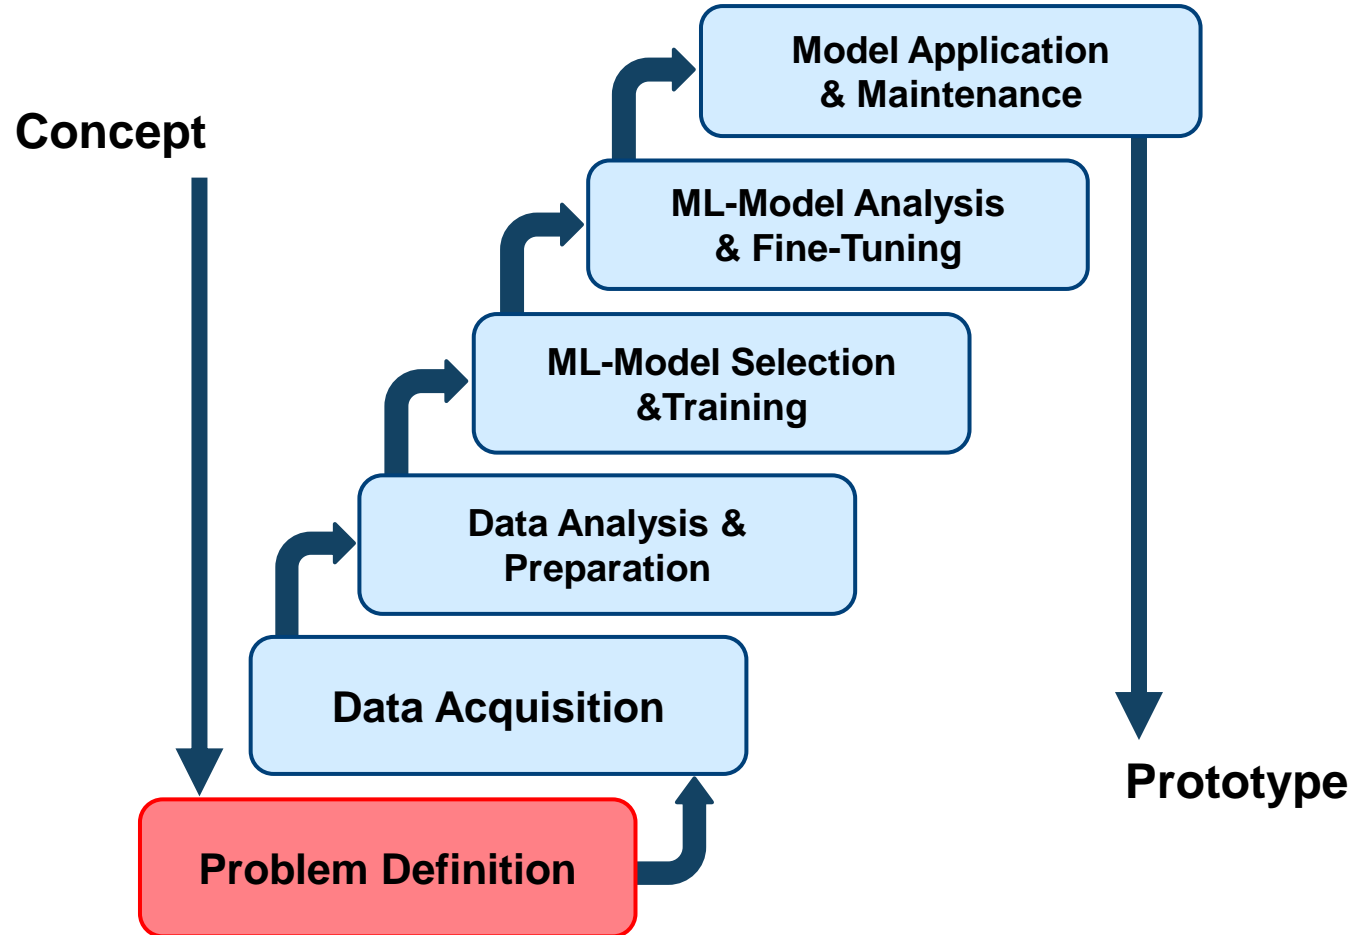 Model Application
& Maintenance
Concept
ML-Model Analysis
& Fine-Tuning
ML-Model Selection
&Training
Data Analysis &
Preparation
Data Acquisition
Prototype
Problem Definition